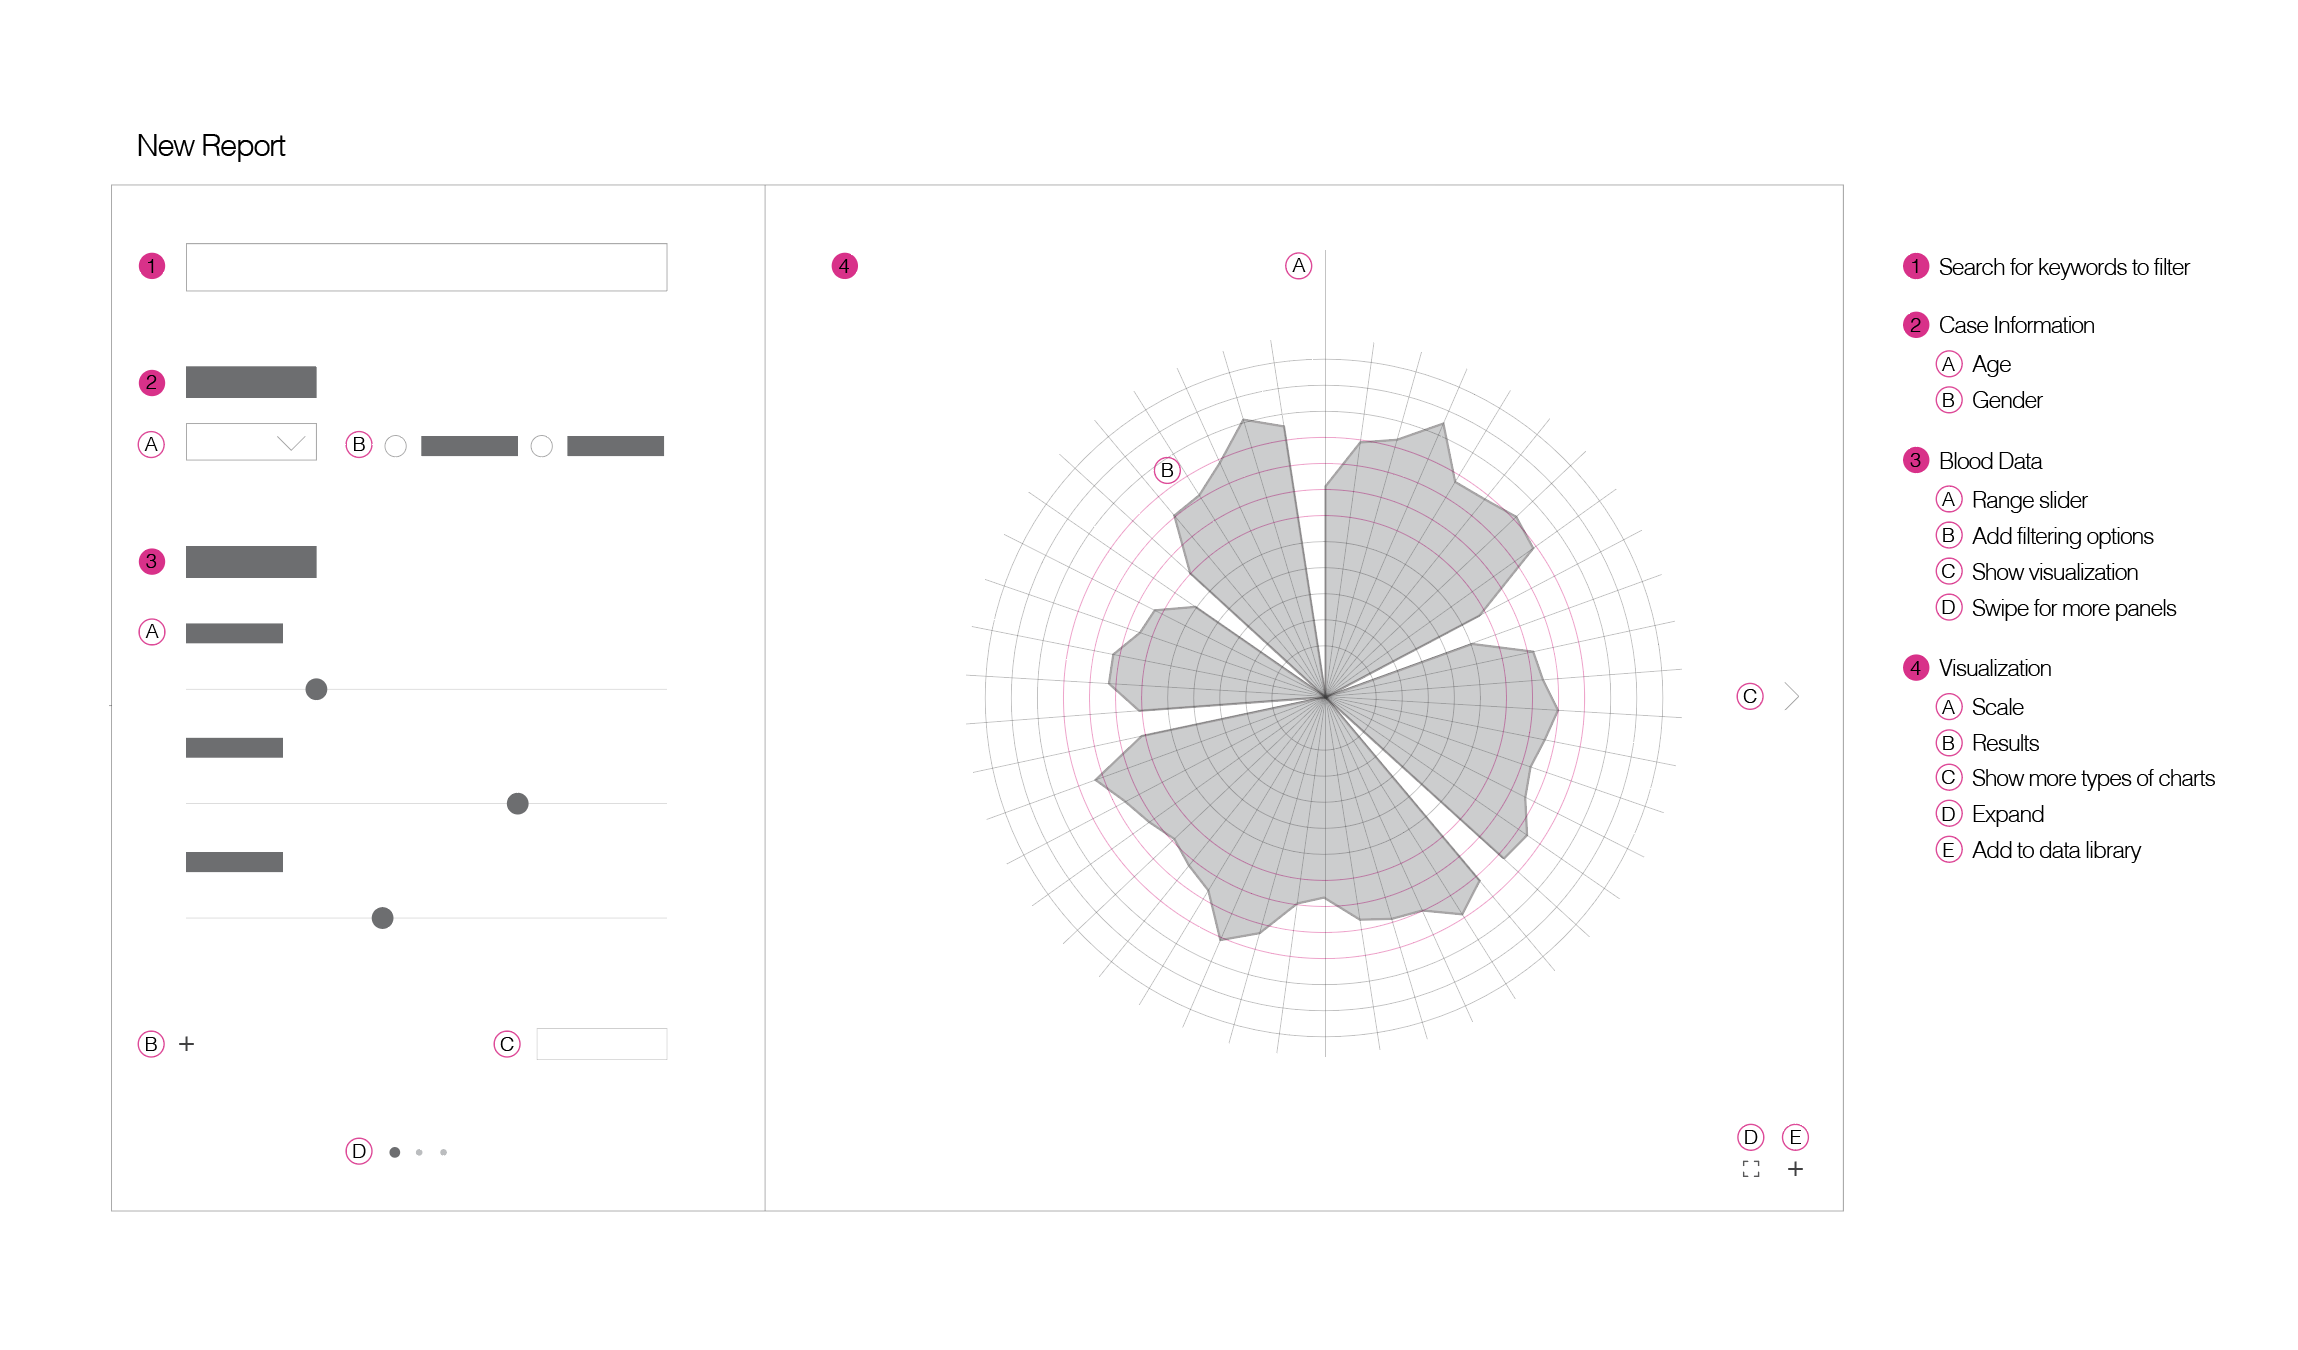 New Report
1
2
A
B
3
A
B +
C
D
4
A
B
C
D E
+
1 Search for keywords to filter
2 Case Information
A Age
B Gender
3 Blood Data
A Range slider
B Add filtering options
C Show visualization
D Swipe for more panels
4 Visualization
A Scale
B Results
C Show more types of charts
D Expand
E Add to data library